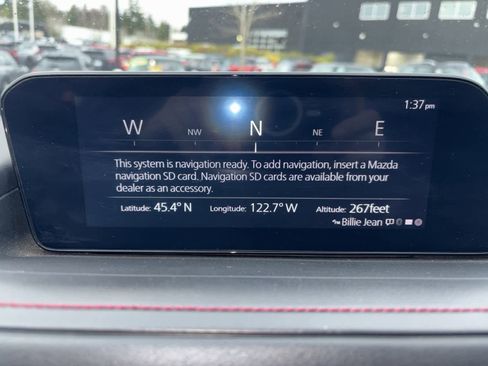 1:37pm
W NW N NE E
This system is navigation ready. To add navigation, insert a Mazda
navigation SD card. Navigation SD cards are available from your
dealer as an accessory.
Latitude: 45.4° N Longitude: 122.7° W Altitude: 267feet
Billie Jean